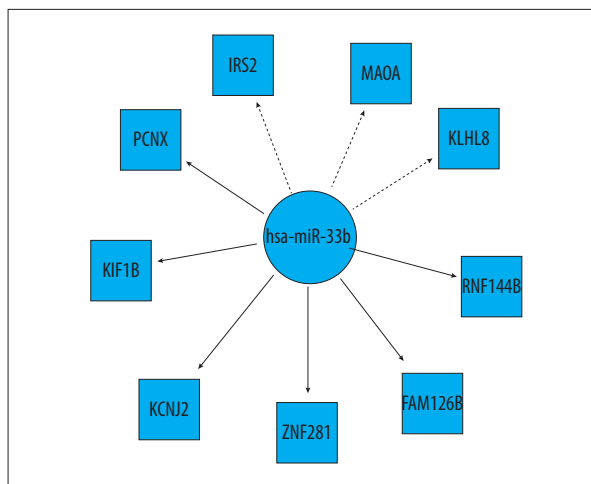 IRS2
MAOA
KLHL8
PCNX
hsa-miR-33b
KIF1B
RNF144B
KCNJ2
ZNF281
FAM126B